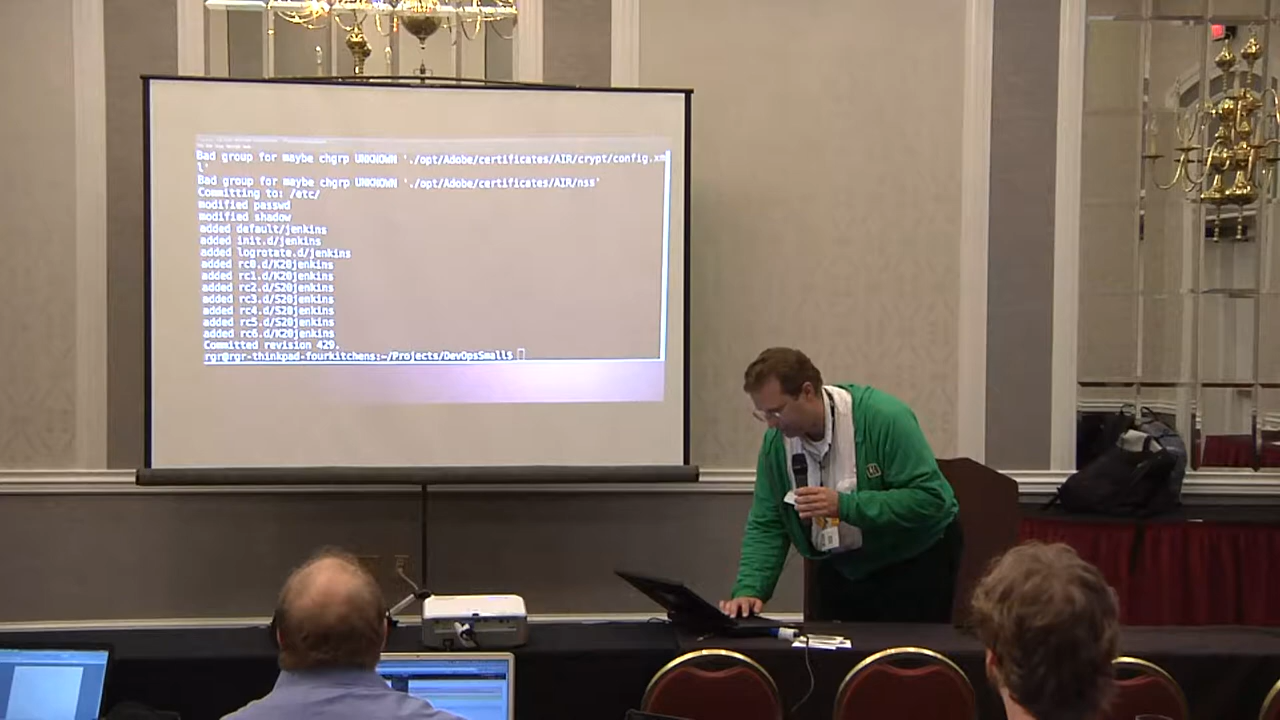 Bad group for maybe chgrp UNKNOWN './opt/Adobe/certificates/AIR/crypt/config.xm
l'
Bad group for maybe chgrp UNKNOWN './opt/Adobe/certificates/AIR/nss'
Committing to: /etc/
modified passwd
modified shadow
added default/jenkins
added init.d/jenkins
added logrotate.d/jenkins
added rc0.d/K20jenkins
added rc1.d/K20jenkins
added rc2.d/S20jenkins
added rc3.d/S20jenkins
added rc4.d/S20jenkins
added rc5.d/S20jenkins
added rc6.d/K20jenkins
Committed revision 429.
rgr@rgr-thinkpad-fourkitchens:~/Projects/DevOpsSmall$